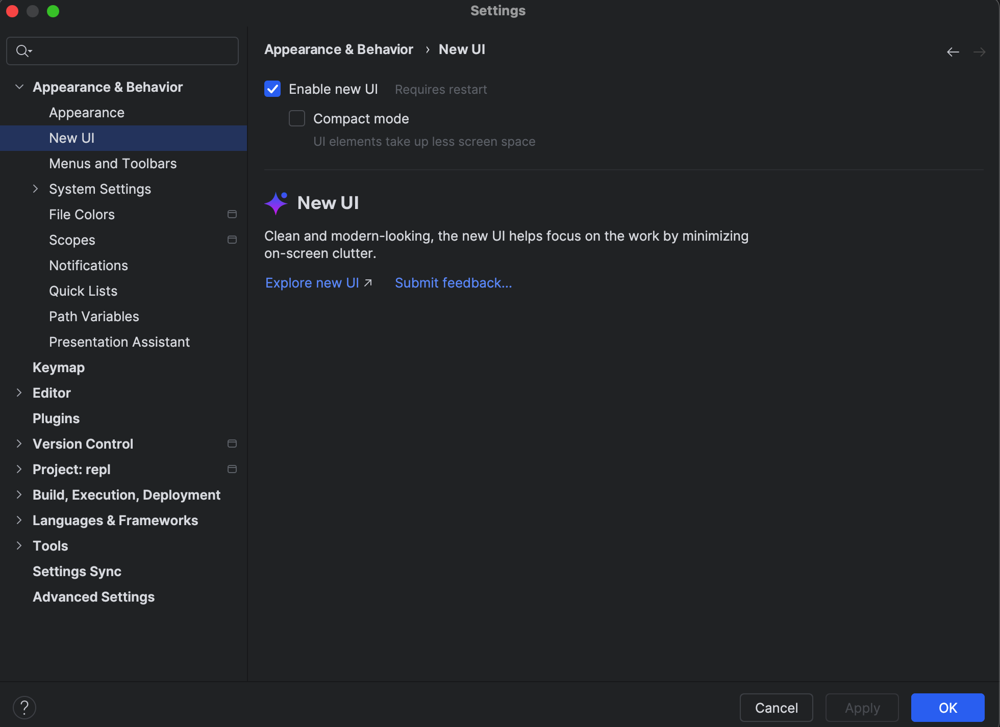 Settings
Appearance & Behavior
Appearance
New UI
Menus and Toolbars
System Settings
File Colors
Scopes
Notifications
Quick Lists
Path Variables
Presentation Assistant
Keymap
Editor
Plugins
Version Control
Project: repl
Build, Execution, Deployment
Languages & Frameworks
Tools
Settings Sync
Advanced Settings
Appearance & Behavior › New UI
Enable new UI Requires restart
Compact mode
UI elements take up less screen space
New UI
Clean and modern-looking, the new UI helps focus on the work by minimizing
on-screen clutter.
Explore new UI ↗ Submit feedback...
? Cancel Apply OK